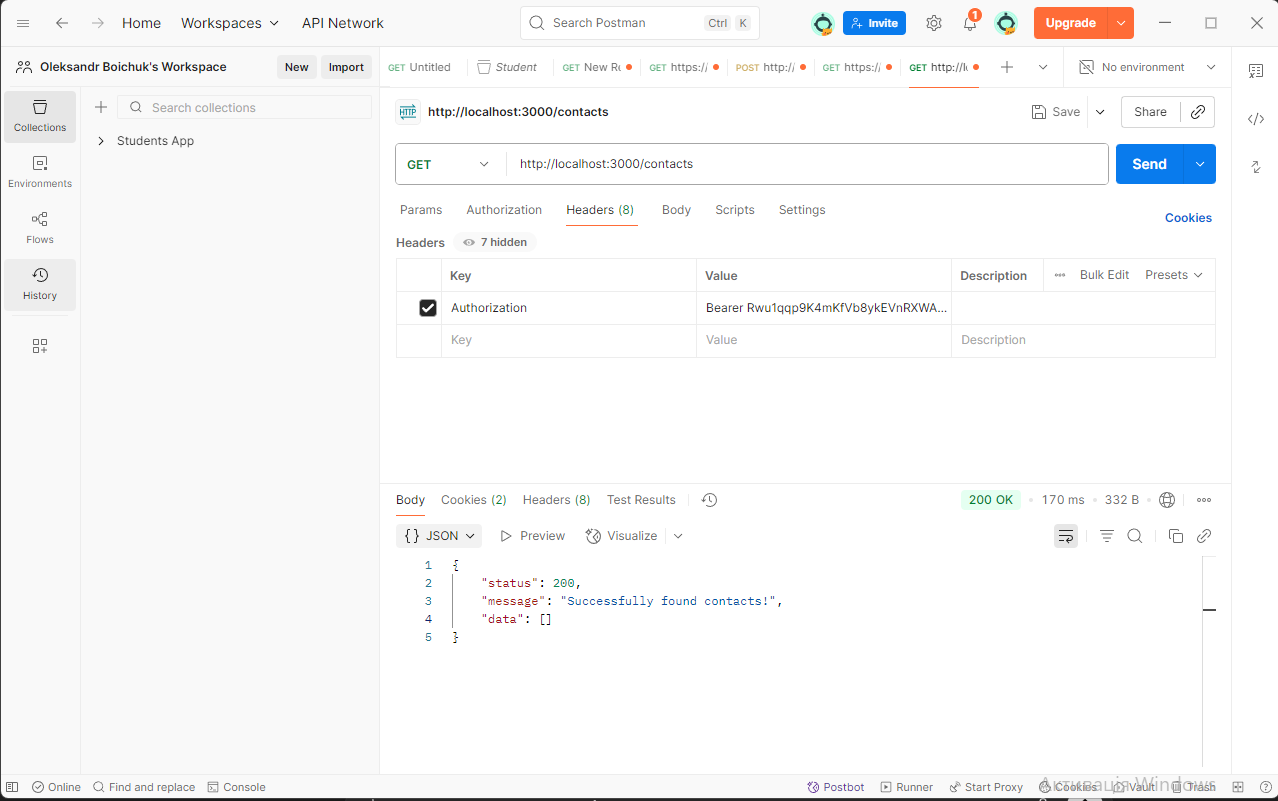 Home Workspaces API Network Search Postman Ctrl K Invite 1 Upgrade
Oleksandr Boichuk's Workspace New Import GET Untitled Student GET New R GET https:// POST http:/ GET https:/ GET http://l No environment
Collections
Environments
Flows
History
Search collections
Students App
HTTP http://localhost:3000/contacts Save Share
GET http://localhost:3000/contacts Send
Params Authorization Headers (8) Body Scripts Settings Cookies
Headers 7 hidden
Key Value Description Bulk Edit Presets
Authorization Bearer Rwu1qqp9K4mKfVb8ykEVnRXWA...
Key Value Description
Body Cookies (2) Headers (8) Test Results 200 OK 170 ms 332 B
{} JSON Preview Visualize
1 {
2 "status": 200,
3 "message": "Successfully found contacts!",
4 "data": []
5 }
Активація Windows
Online Find and replace Console Postbot Runner Start Proxy Cookies Vault Trash